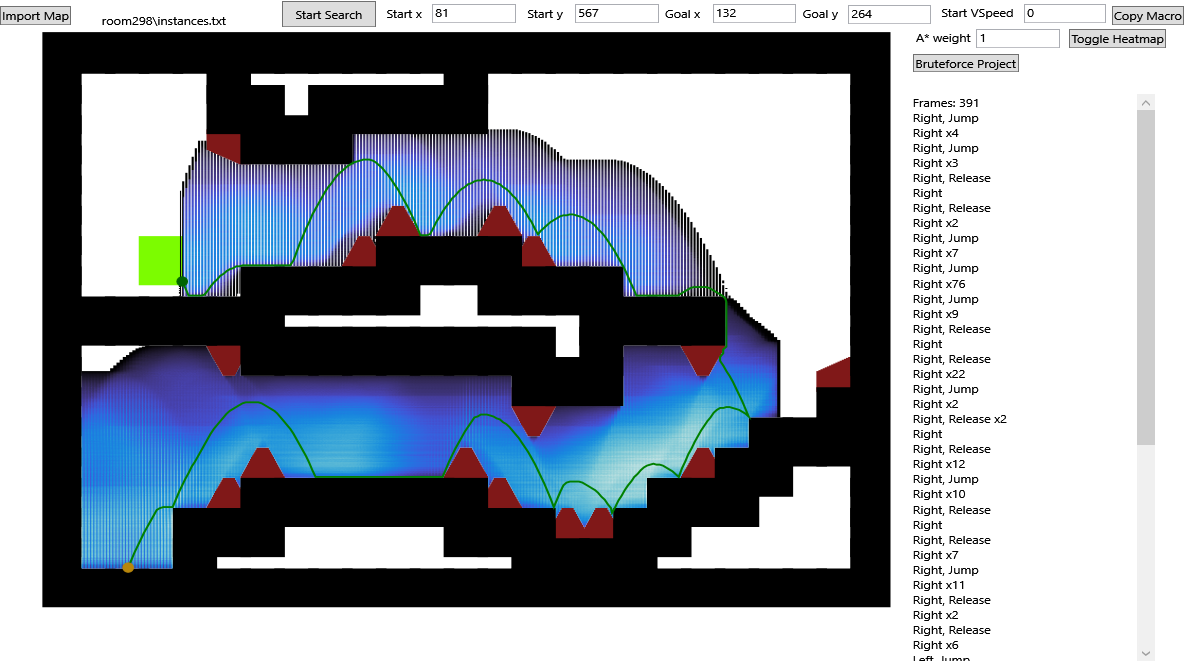 Import Map
room298\instances.txt
Start Search
Start x 81
Start y 567
Goal x 132
Goal y 264
Start VSpeed 0
Copy Macro
A* weight 1
Toggle Heatmap
Bruteforce Project
Frames: 391
Right, Jump
Right x4
Right, Jump
Right x3
Right, Release
Right
Right, Release
Right x2
Right, Jump
Right x7
Right, Jump
Right x76
Right, Jump
Right x9
Right, Release
Right
Right, Release
Right x22
Right, Jump
Right x2
Right, Release x2
Right
Right, Release
Right x12
Right, Jump
Right x10
Right, Release
Right
Right, Release
Right x7
Right, Jump
Right x11
Right, Release
Right x2
Right, Release
Right x6
Left, Jump